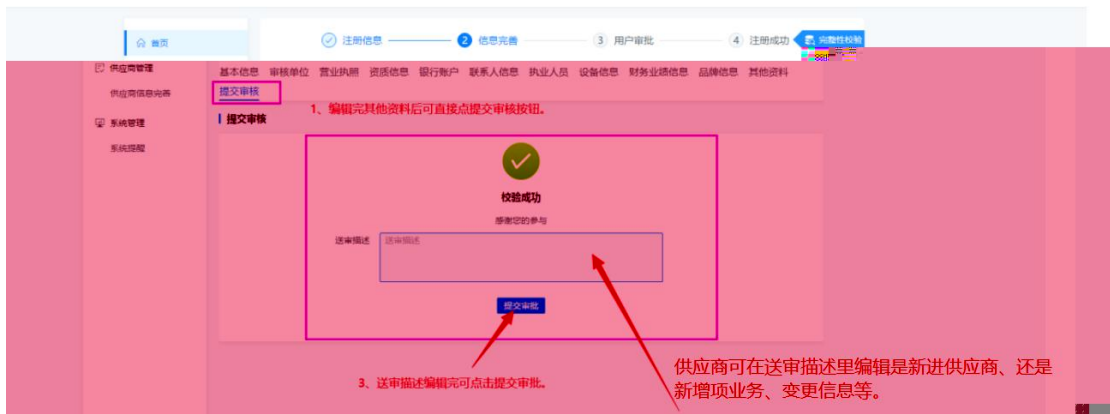 首页
注册信息
2 信息完善
3 用户审批
4 注册成功
完整性校验
供应商管理
供应商信息完善
系统管理
系统提醒
基本信息 审核单位 营业执照 资质信息 银行账户 联系人信息 执业人员 设备信息 财务业绩信息 品牌信息 其他资料
提交审核
1、编辑完其他资料后可直接点提交审核按钮。
提交审核
校验成功
感谢您的参与
送审描述
送审描述
提交审批
供应商可在送审描述里编辑是新进供应商、还是
新增项业务、变更信息等。
3、送审描述编辑完可点击提交审批。